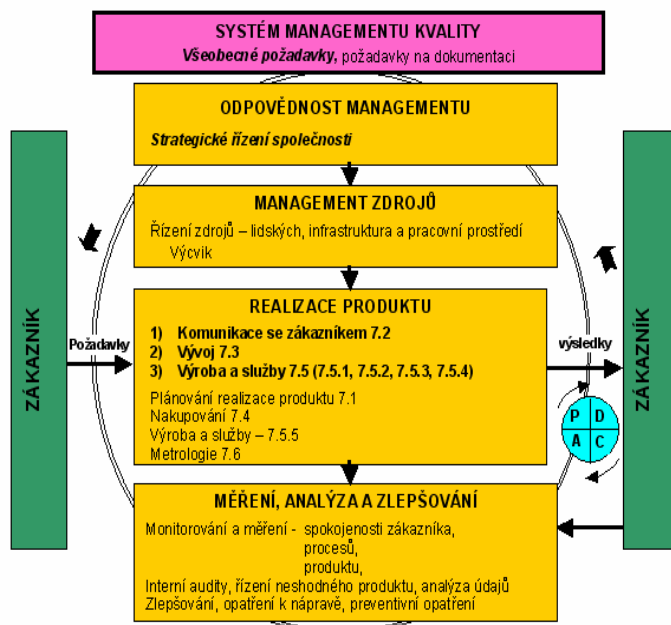 SYSTÉM MANAGEMENTU KVALITY
Všeobecné požadavky, požadavky na dokumentaci
ODPOVĚDNOST MANAGEMENTU
Strategické řízení společnosti
MANAGEMENT ZDROJŮ
Řízení zdrojů – lidských, infrastruktura a pracovní prostředí
Výcvik
ZÁKAZNÍK
Požadavky
REALIZACE PRODUKTU
1) Komunikace se zákazníkem 7.2
2) Vývoj 7.3
3) Výroba a služby 7.5 (7.5.1, 7.5.2, 7.5.3, 7.5.4)
Plánování realizace produktu 7.1
Nakupování 7.4
Výroba a služby – 7.5.5
Metrologie 7.6
výsledky
ZÁKAZNÍK
P D
A C
MĚŘENÍ, ANALÝZA A ZLEPŠOVÁNÍ
Monitorování a měření - spokojenosti zákazníka,
procesů,
produktu,
Interní audity, řízení neshodného produktu, analýza údajů
Zlepšování, opatření k nápravě, preventivní opatření